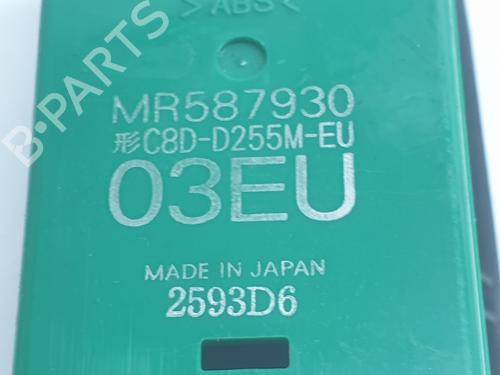 >ABS<
MR587930
形C8D-D255M-EU
03EU
MADE IN JAPAN
2593D6
B-PARTS